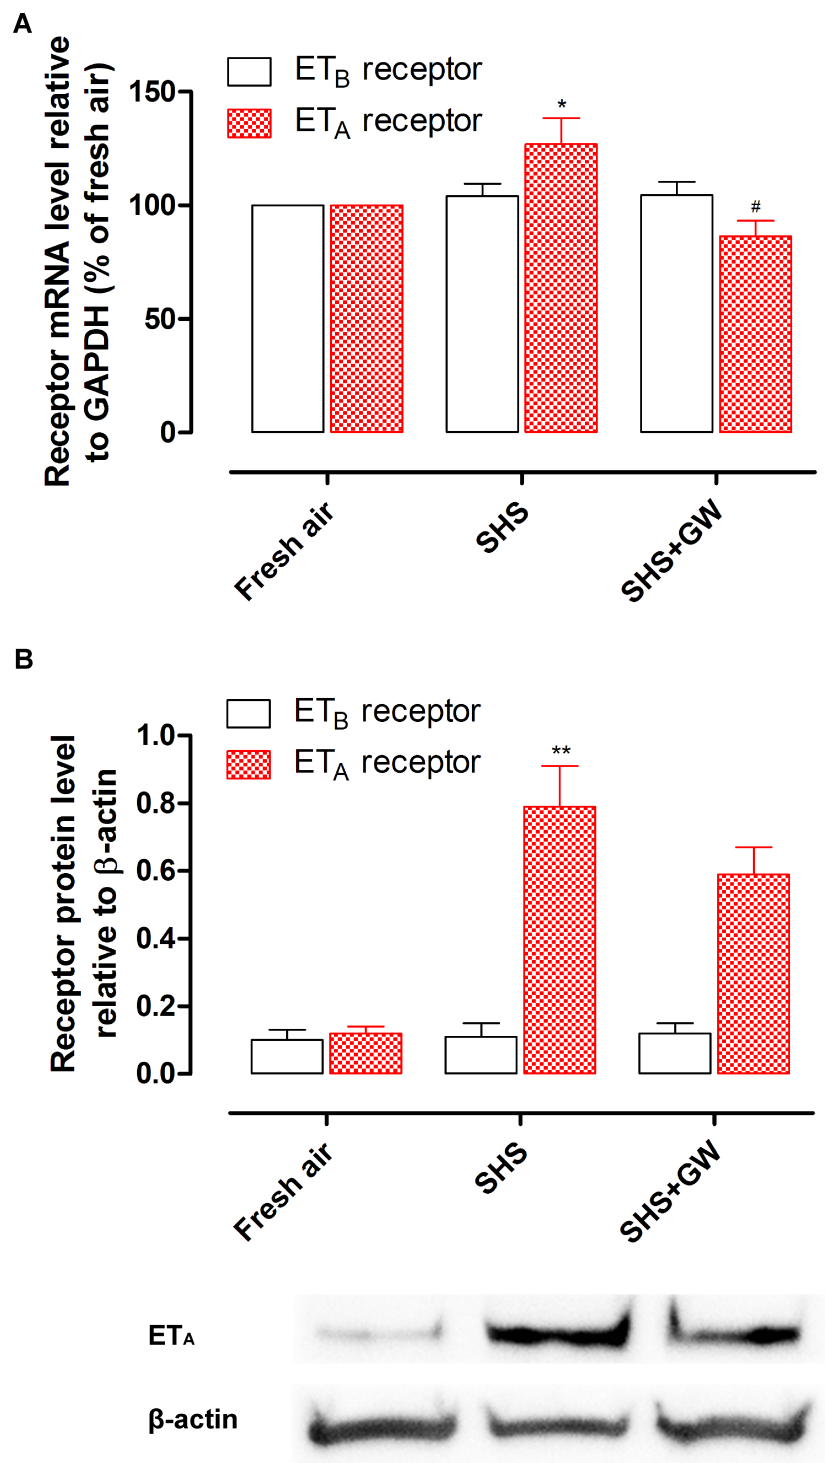 A
Receptor mRNA level relative
to GAPDH (% of fresh air)
ETB receptor
ETA receptor
150
100
50
0
*
#
Fresh air
SHS
SHS+GW
B
Receptor protein level
relative to β-actin
ETB receptor
ETA receptor
1.0
0.8
0.6
0.4
0.2
0.0
**
Fresh air
SHS
SHS+GW
ETA
β-actin